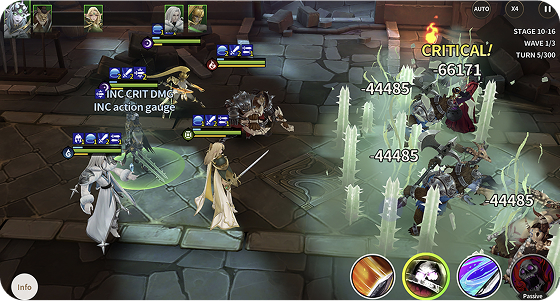 AUTO
X4
STAGE 10-16
WAVE 1/3
TURN 5/300
CRITICAL!
-66171
-44485
INC CRIT DMG
INC action gauge
-44485
-44485
Info
Passive